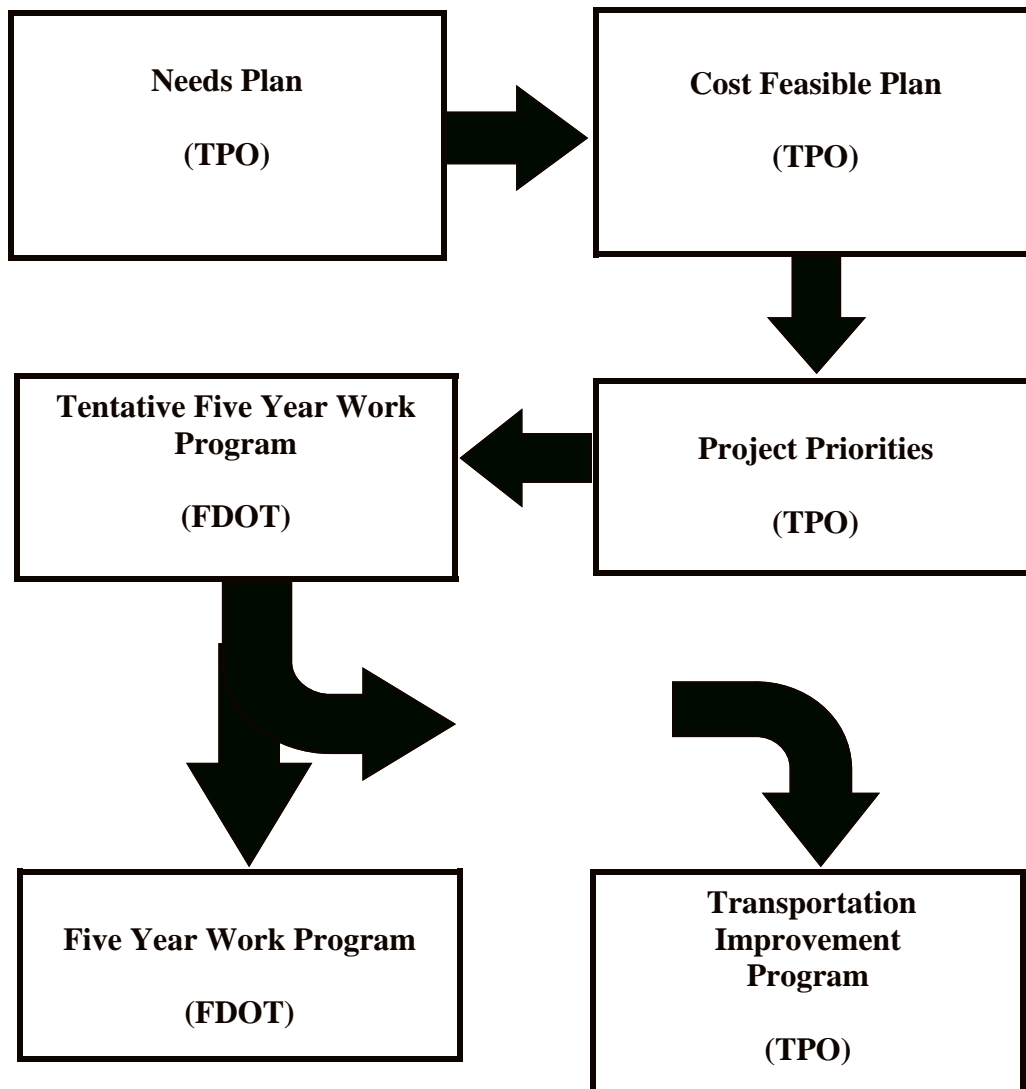 Needs Plan
(TPO)
Cost Feasible Plan
(TPO)
Tentative Five Year Work
Program
(FDOT)
Project Priorities
(TPO)
Five Year Work Program
(FDOT)
Transportation
Improvement
Program
(TPO)